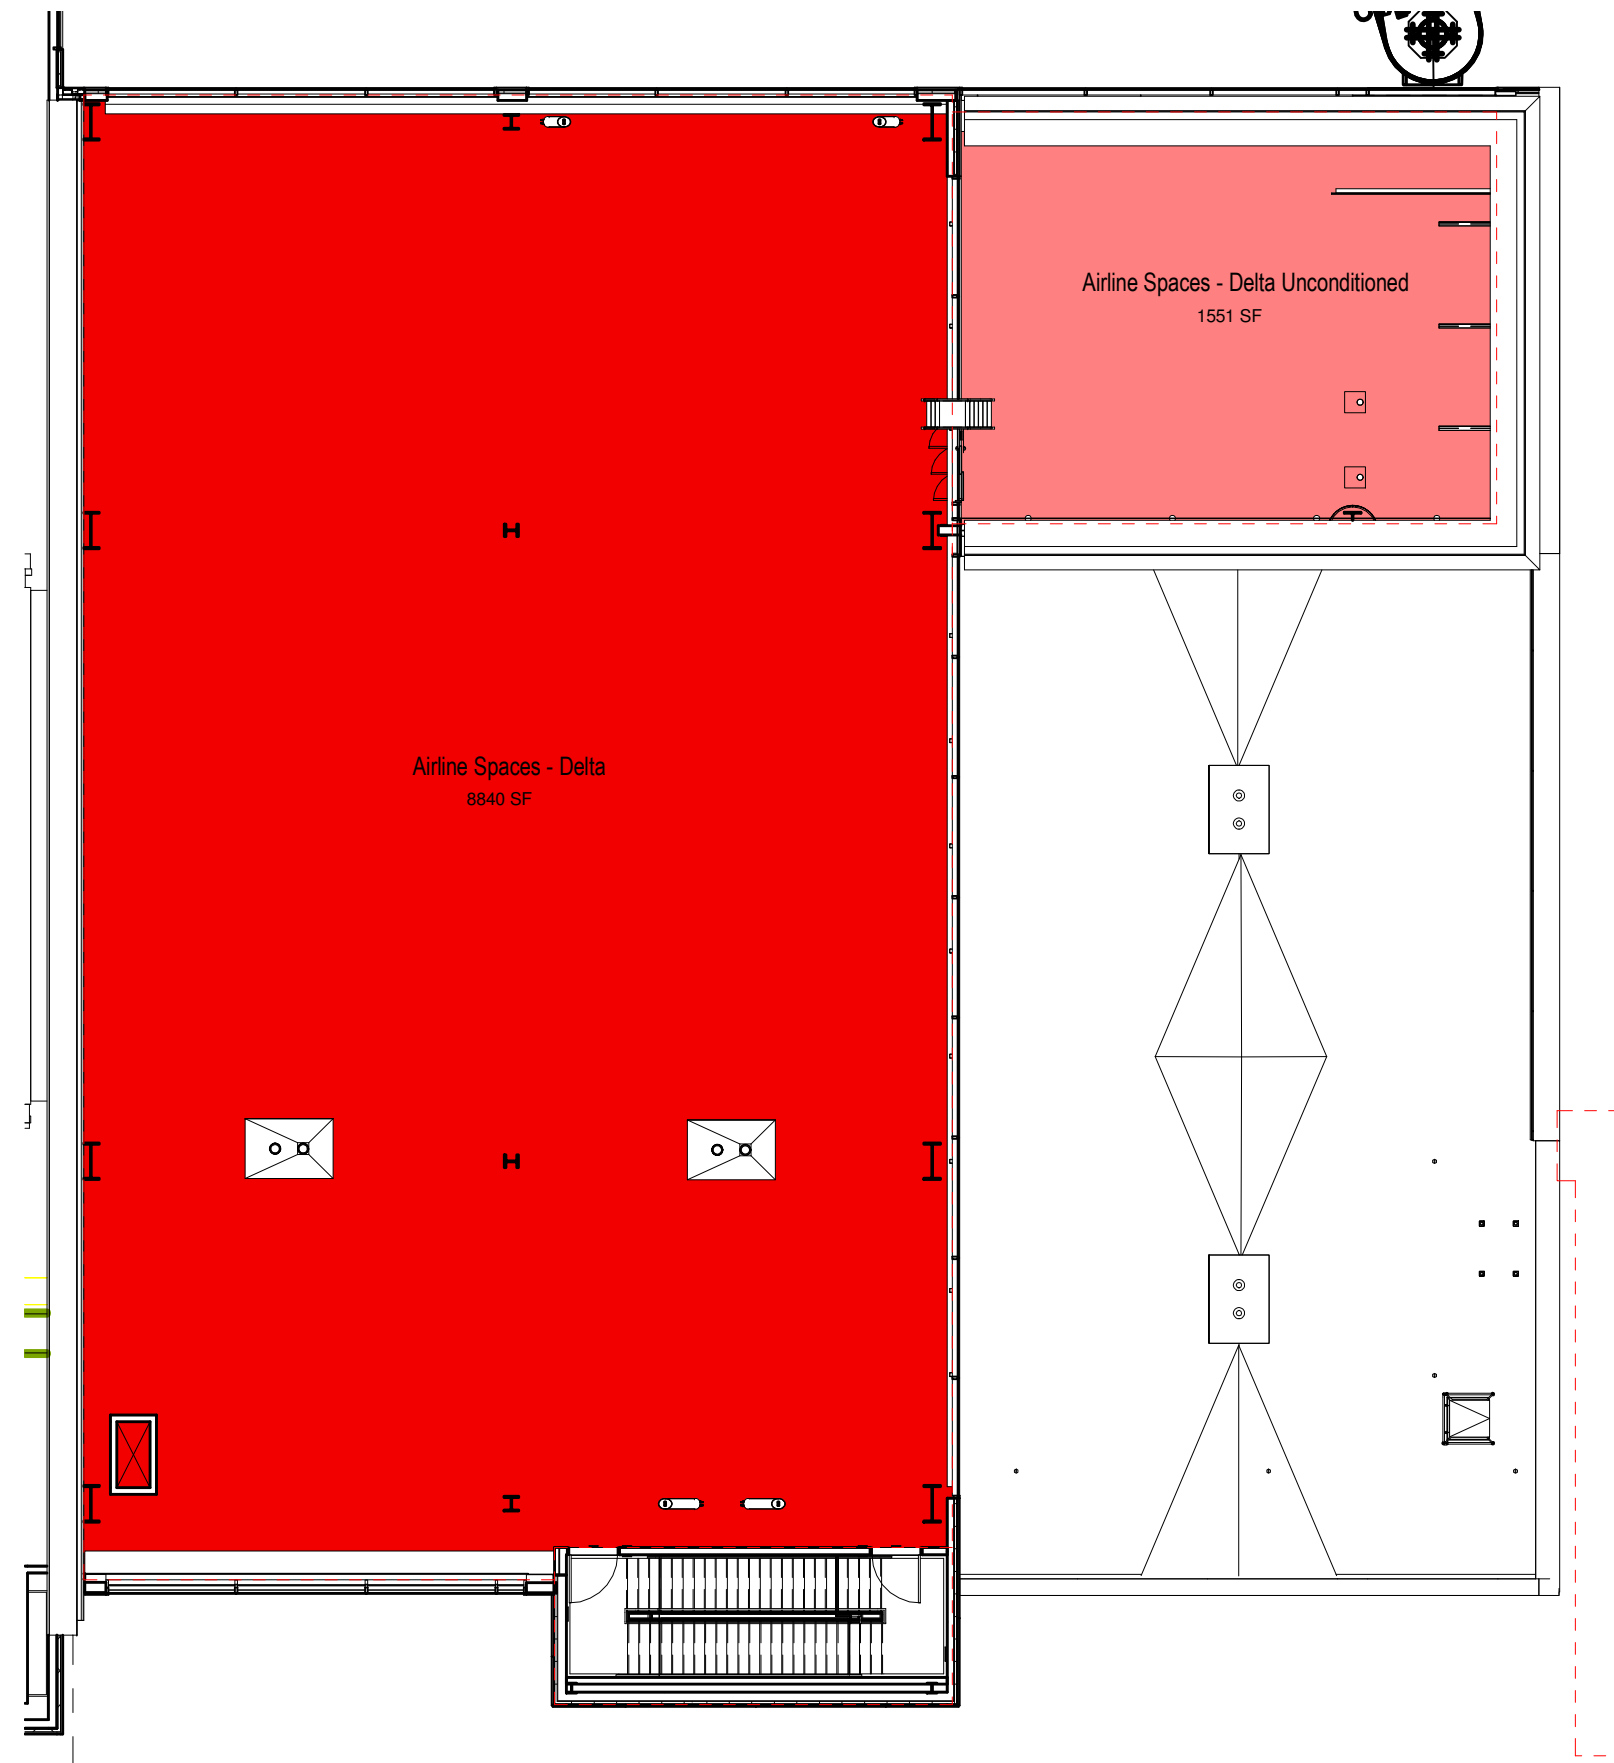 Airline Spaces - Delta Unconditioned
1551 SF
Airline Spaces - Delta
8840 SF